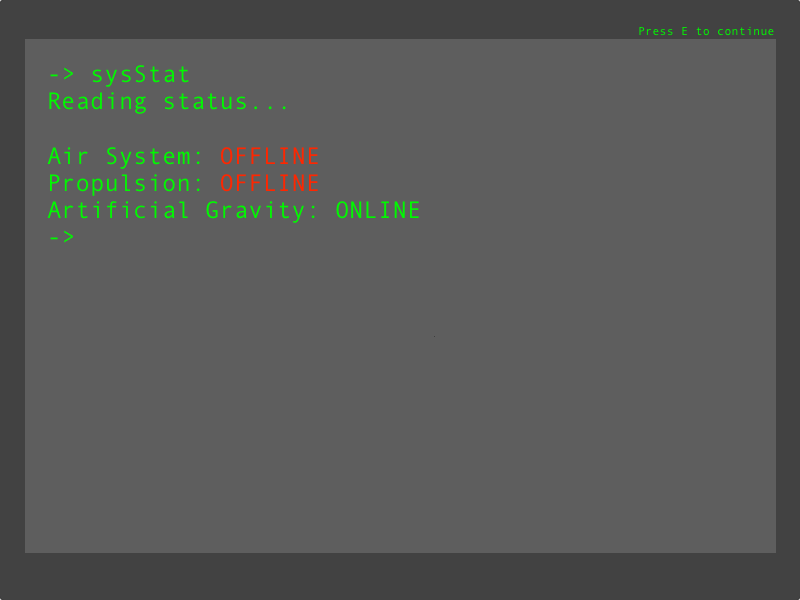 Press E to continue
-> sysStat
Reading status...
Air System: OFFLINE
Propulsion: OFFLINE
Artificial Gravity: ONLINE
->